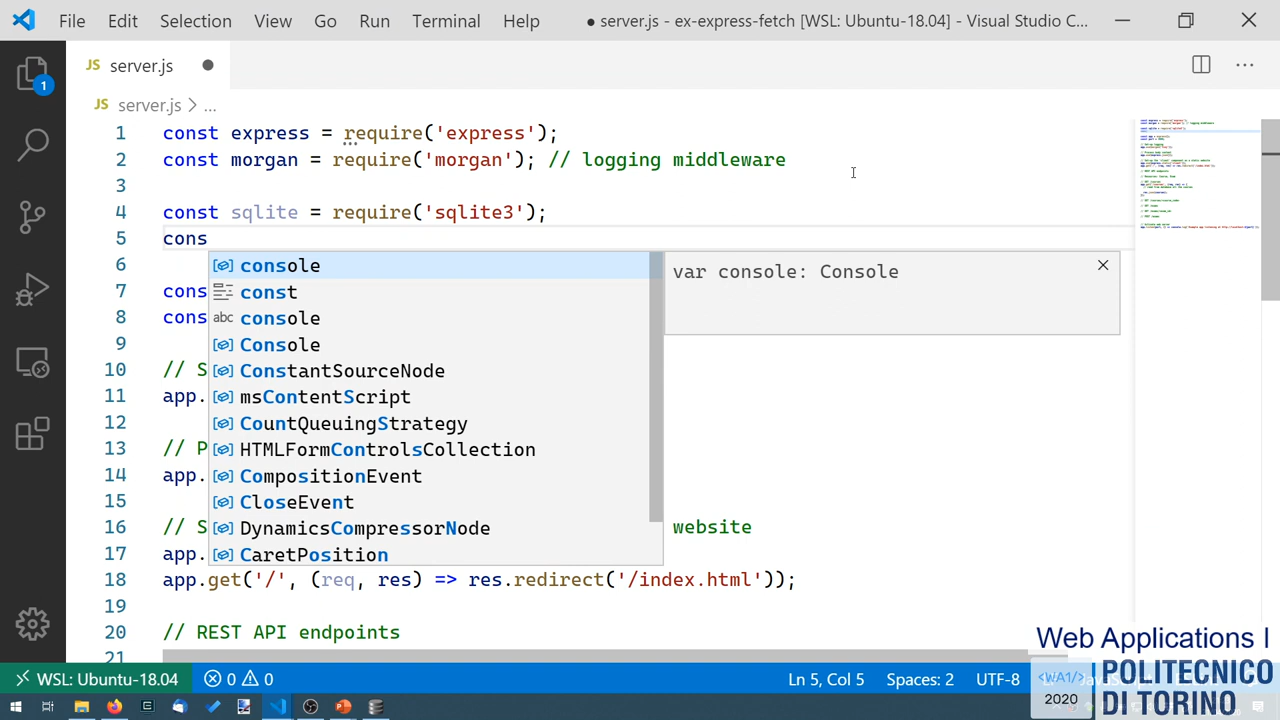 File Edit Selection View Go Run Terminal Help ● server.js - ex-express-fetch [WSL: Ubuntu-18.04] - Visual Studio C...
JS server.js ●
1
JS server.js > ...
1 const express = require('express');
2 const morgan = require('morgan'); // logging middleware
3
4 const sqlite = require('sqlite3');
5 cons
6 console var console: Console
7 cons const
8 cons abc console
9 Console
10 // S ConstantSourceNode
11 app. msContentScript
12 CountQueuingStrategy
13 // P HTMLFormControlsCollection
14 app. CompositionEvent
15 CloseEvent
16 // S DynamicsCompressorNode website
17 app. CaretPosition
18 app.get('/', (req, res) => res.redirect('/index.html'));
19
20 // REST API endpoints
21
Web Applications I
POLITECNICO
DI TORINO
<WA1/>
2020
WSL: Ubuntu-18.04 0 0 Ln 5, Col 5 Spaces: 2 UTF-8